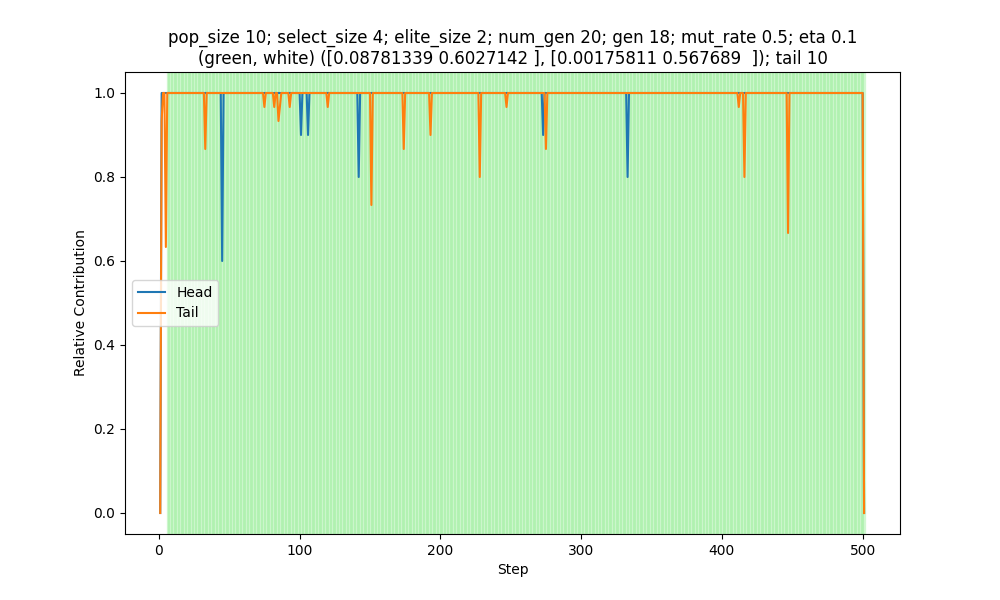 pop_size 10; select_size 4; elite_size 2; num_gen 20; gen 18; mut_rate 0.5; eta 0.1
(green, white) ([0.08781339 0.6027142 ], [0.00175811 0.567689  ]); tail 10
1.0
0.8
0.6
0.4
0.2
0.0
Relative Contribution
Head
Tail
0
100
200
300
400
500
Step